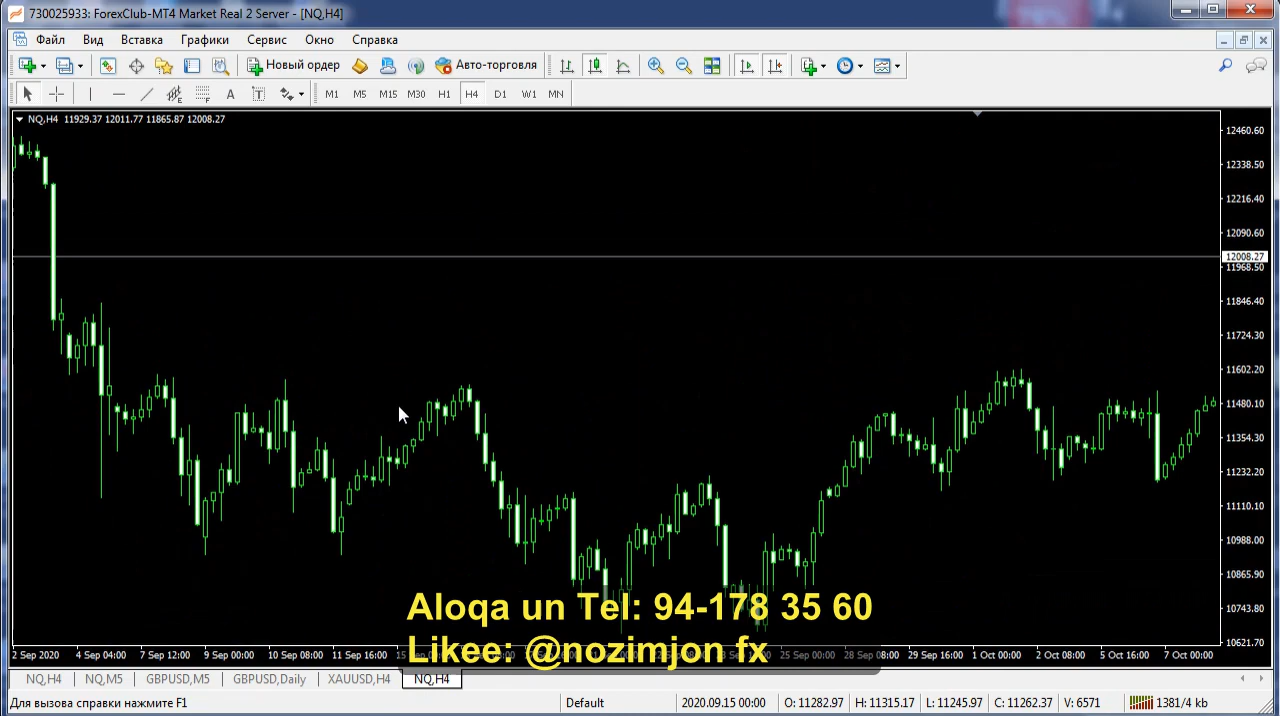 730025933: ForexClub-MT4 Market Real 2 Server - [NQ,H4]
Файл Вид Вставка Графики Сервис Окно Справка
Новый ордер Авто-торговля
A T M1 M5 M15 M30 H1 H4 D1 W1 MN
NQ,H4 11929.37 12011.77 11865.87 12008.27
12460.60
12338.50
12216.40
12090.60
12008.27
11968.50
11846.40
11724.30
11602.20
11480.10
11354.30
11232.20
11110.10
10988.00
10865.90
10743.80
10621.70
Aloqa un Tel: 94-178 35 60
Likee: @nozimjon fx
2 Sep 2020 4 Sep 04:00 7 Sep 12:00 9 Sep 00:00 10 Sep 08:00 11 Sep 16:00 25 Sep 00:00 28 Sep 08:00 29 Sep 16:00 1 Oct 00:00 2 Oct 08:00 5 Oct 16:00 7 Oct 00:00
NQ,H4 NQ,M5 GBPUSD,M5 GBPUSD,Daily XAUUSD,H4 NQ,H4
Для вызова справки нажмите F1 Default 2020.09.15 00:00 O: 11282.97 H: 11315.17 L: 11245.97 C: 11262.37 V: 6571 1381/4 kb